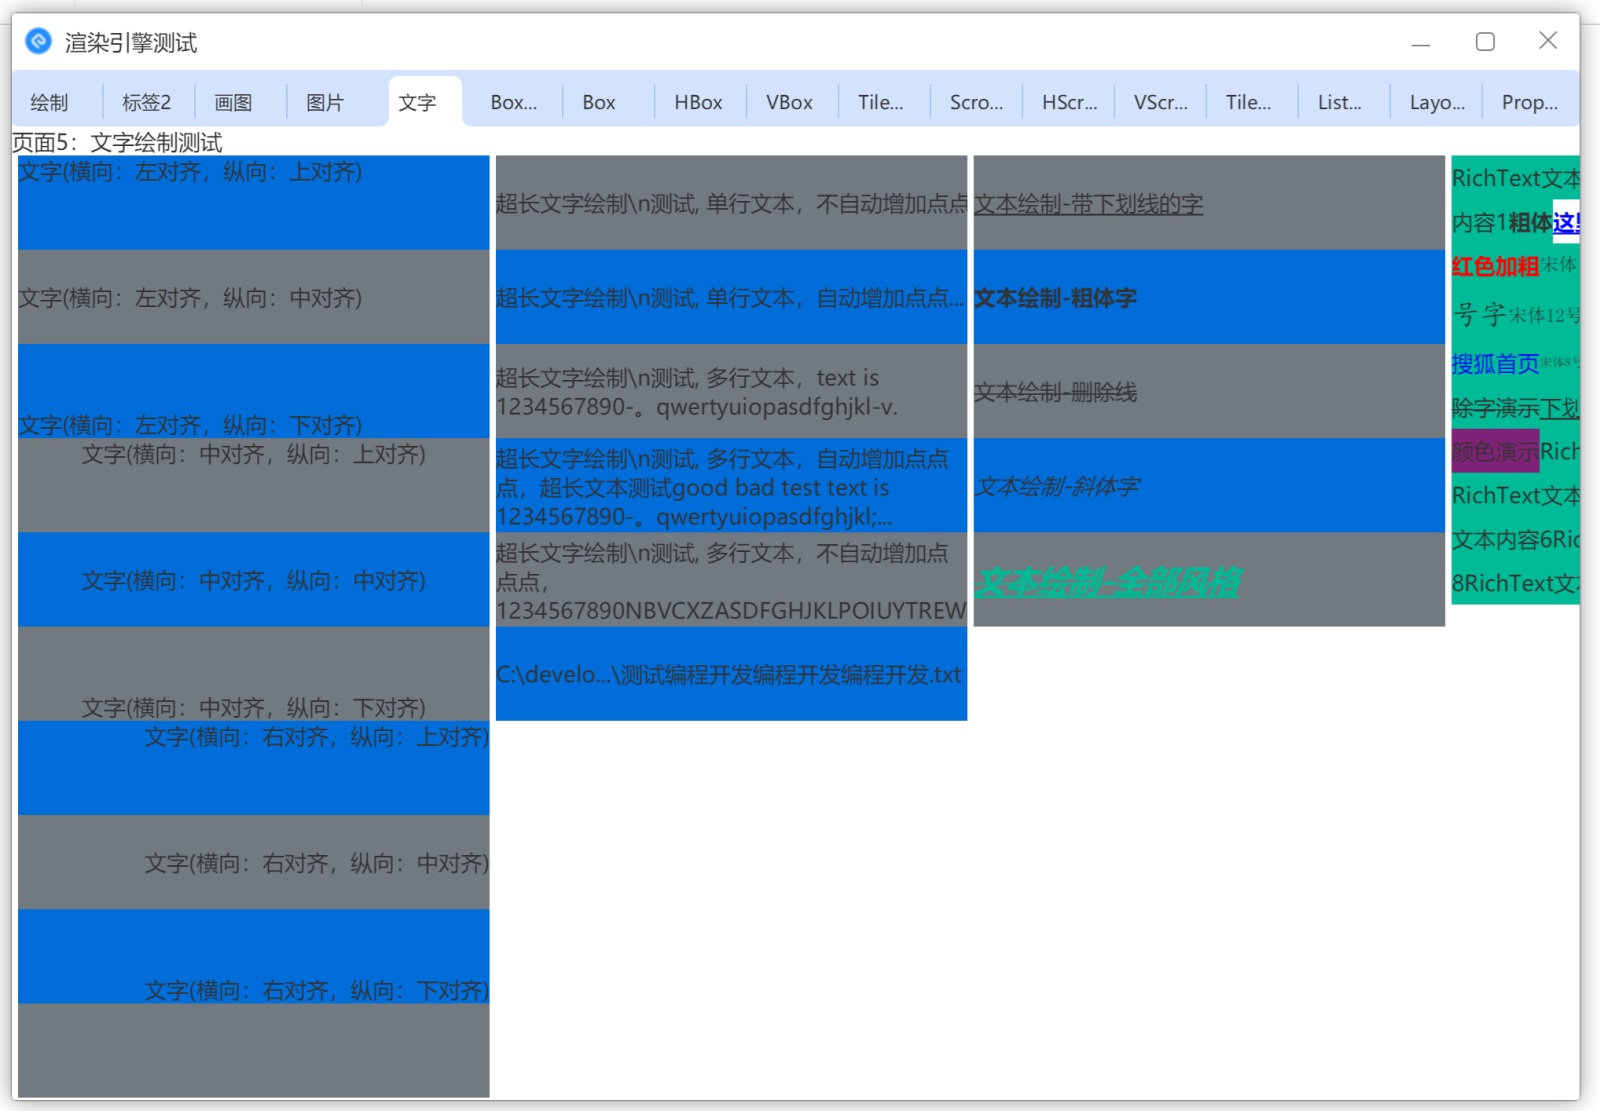 渲染引擎测试
绘制 标签2 画图 图片 文字 Box... Box HBox VBox Tile... Scro... HScr... VScr... Tile... List... Layo... Prop...
页面5：文字绘制测试
文字(横向：左对齐，纵向：上对齐)
文字(横向：左对齐，纵向：中对齐)
文字(横向：左对齐，纵向：下对齐)
文字(横向：中对齐，纵向：上对齐)
文字(横向：中对齐，纵向：中对齐)
文字(横向：中对齐，纵向：下对齐)
文字(横向：右对齐，纵向：上对齐)
文字(横向：右对齐，纵向：中对齐)
文字(横向：右对齐，纵向：下对齐)
超长文字绘制\n测试, 单行文本，不自动增加点点
超长文字绘制\n测试, 单行文本，自动增加点点...
超长文字绘制\n测试, 多行文本，text is
1234567890-。qwertyuiopasdfghjkl-v.
超长文字绘制\n测试, 多行文本，自动增加点点
点，超长文本测试good bad test text is
1234567890-。qwertyuiopasdfghjkl;...
超长文字绘制\n测试, 多行文本，不自动增加点
点点，
1234567890NBVCXZASDFGHJKLPOIUYTREW
C:\develo...\测试编程开发编程开发编程开发.txt
文本绘制-带下划线的字
文本绘制-粗体字
文本绘制-删除线
文本绘制-斜体字
文本绘制-全部风格
RichText文本
内容1粗体这里
红色加粗宋体
号字宋体12号
搜狐首页宋体8号
除字演示下划
颜色演示Rich
RichText文本
文本内容6Ric
8RichText文本